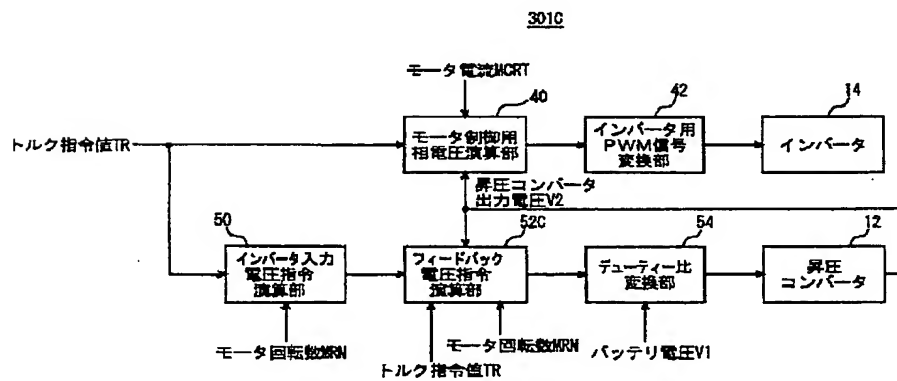 301C
モータ電流MCRT
40
42
14
トルク指令値TR
モータ制御用
相電圧演算部
インバータ用
PWM信号
変換部
インバータ
昇圧コンバータ
出力電圧V2
50
52C
54
12
インバータ入力
電圧指令
演算部
フィードバック
電圧指令
演算部
デューティー比
変換部
昇圧
コンバータ
モータ回転数MRN
モータ回転数MRN
バッテリ電圧V1
トルク指令値TR